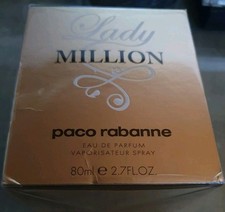 Lady
MILLION
paco rabanne
EAU DE PARFUM
VAPORISATEUR SPRAY
80ml e 2.7FLOZ.